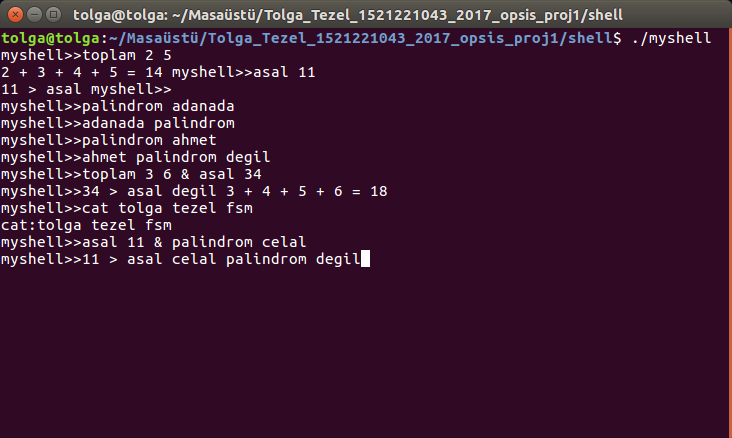 tolga@tolga: ~/Masaüstü/Tolga_Tezel_1521221043_2017_opsis_proj1/shell
tolga@tolga:~/Masaüstü/Tolga_Tezel_1521221043_2017_opsis_proj1/shell$ ./myshell
myshell>>toplam 2 5
2 + 3 + 4 + 5 = 14 myshell>>asal 11
11 > asal myshell>>
myshell>>palindrom adanada
myshell>>adanada palindrom
myshell>>palindrom ahmet
myshell>>ahmet palindrom degil
myshell>>toplam 3 6 & asal 34
myshell>>34 > asal degil 3 + 4 + 5 + 6 = 18
myshell>>cat tolga tezel fsm
cat:tolga tezel fsm
myshell>>asal 11 & palindrom celal
myshell>>11 > asal celal palindrom degil